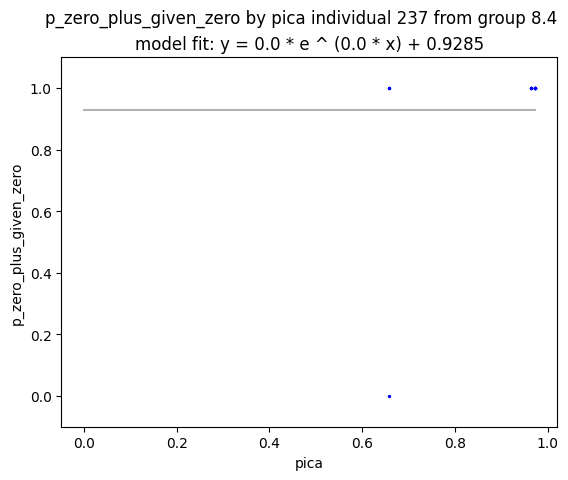 p_zero_plus_given_zero by pica individual 237 from group 8.4
model fit: y = 0.0 * e ^ (0.0 * x) + 0.9285
1.0
0.8
0.6
0.4
0.2
0.0
p_zero_plus_given_zero
0.0 0.2 0.4 0.6 0.8 1.0
pica